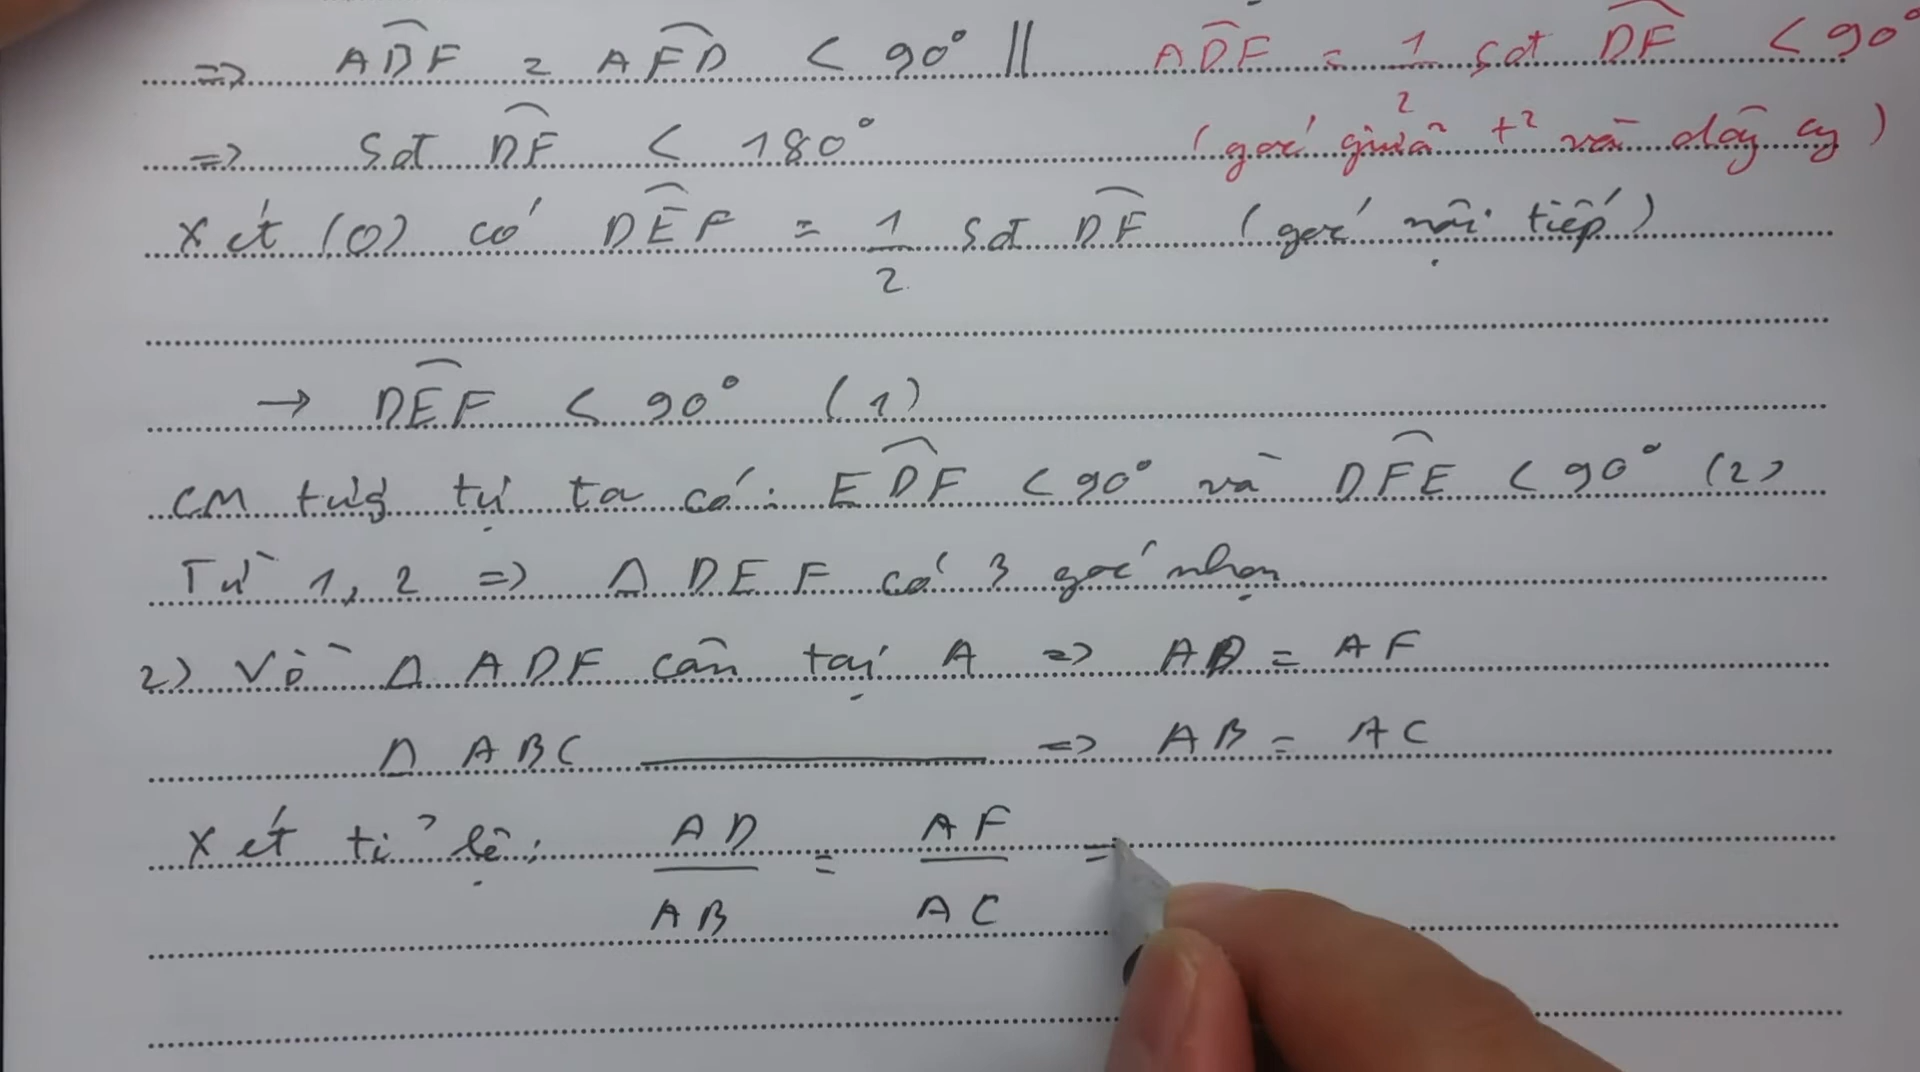 => ADF = AFD < 90° || ADF = 1/2 Sđ DF < 90°
=> Sđ DF < 180° (góc giữa t² và dây cg)
Xét (O) có DEF = 1/2 Sđ DF (góc nội tiếp)
→ DEF < 90° (1)
CM tương tự ta có: EDF < 90° và DFE < 90° (2)
Từ 1, 2 => Δ DEF có 3 góc nhọn
2) Vì Δ ADF cân tại A => AD = AF
Δ ABC ———— => AB = AC
Xét tỉ lệ: AD/AB = AF/AC =